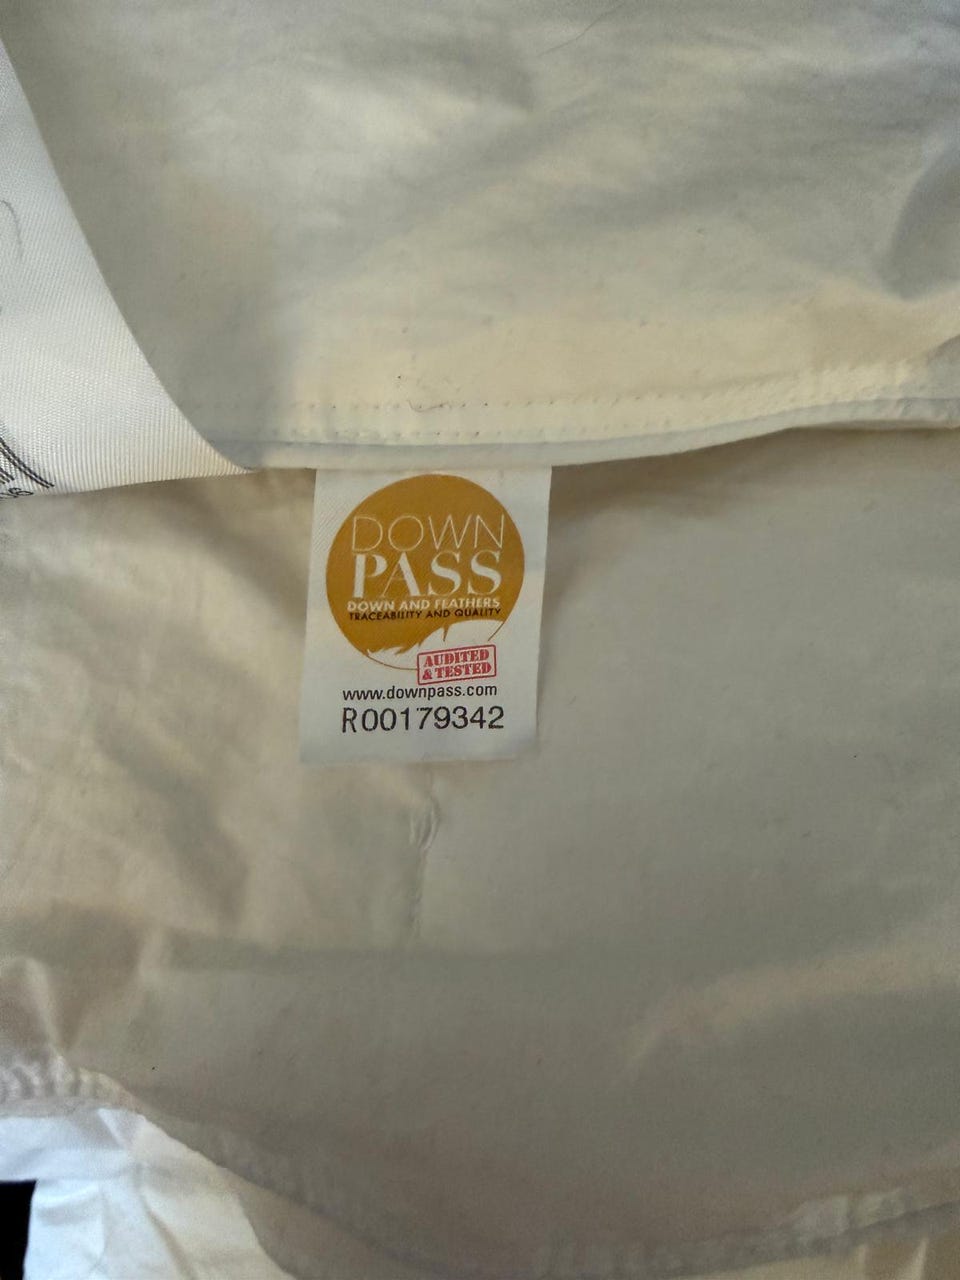 DOWN
PASS
DOWN AND FEATHERS
TRACEABILITY AND QUALITY
AUDITED
& TESTED
www.downpass.com
R00179342